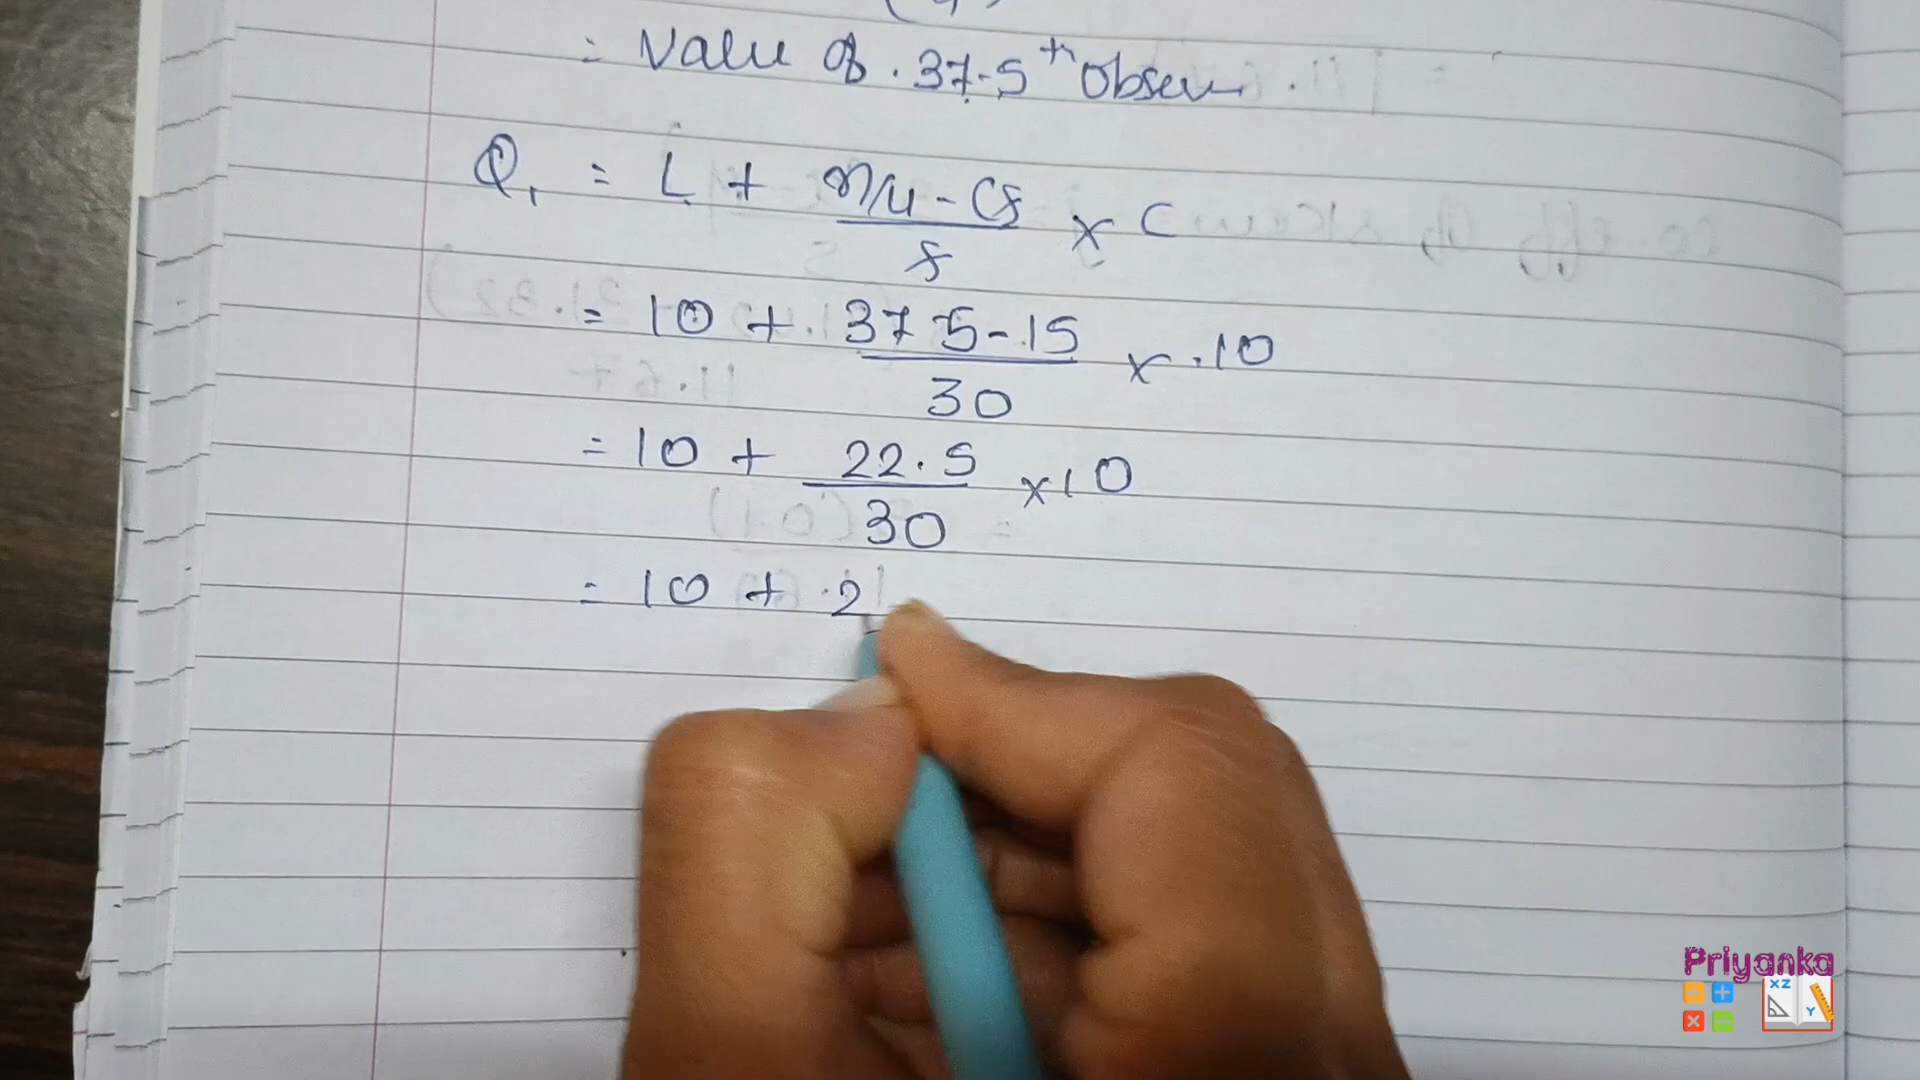 = Value of 37.5th Obser
Q1 = L + n/4 - Cf / f × C
= 10 + 37.5 - 15 / 30 × 10
= 10 + 22.5 / 30 × 10
= 10 + 2
Priyanka